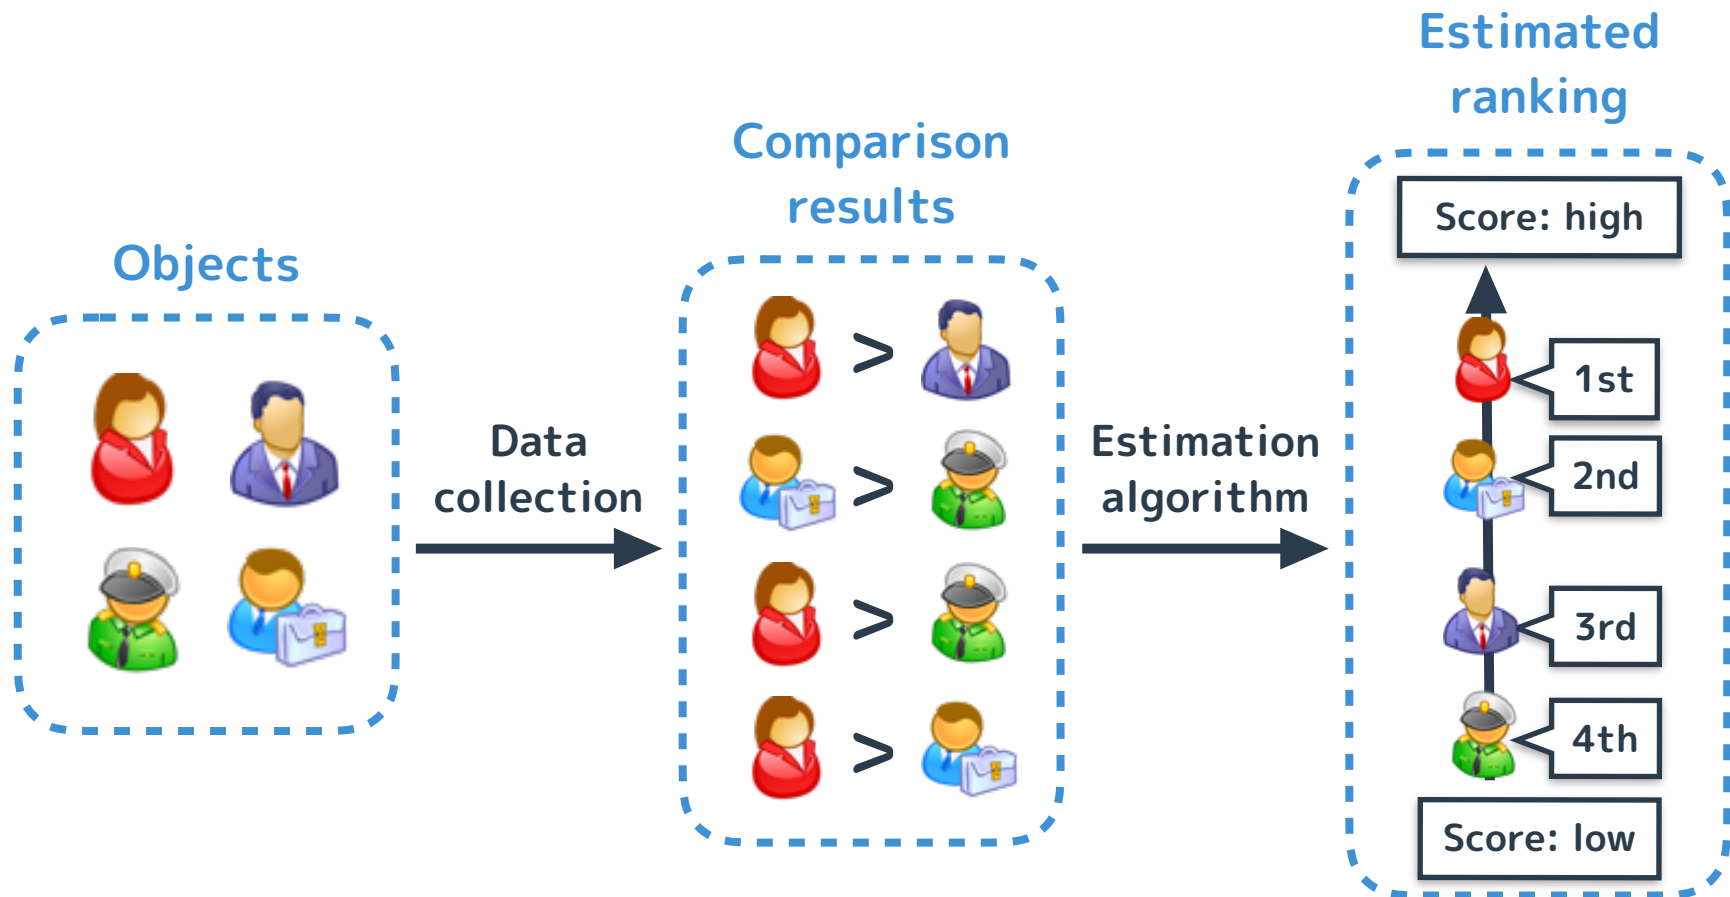 Objects
Data
collection
Comparison
results
>
>
>
>
Estimation
algorithm
Estimated
ranking
Score: high
1st
2nd
3rd
4th
Score: low